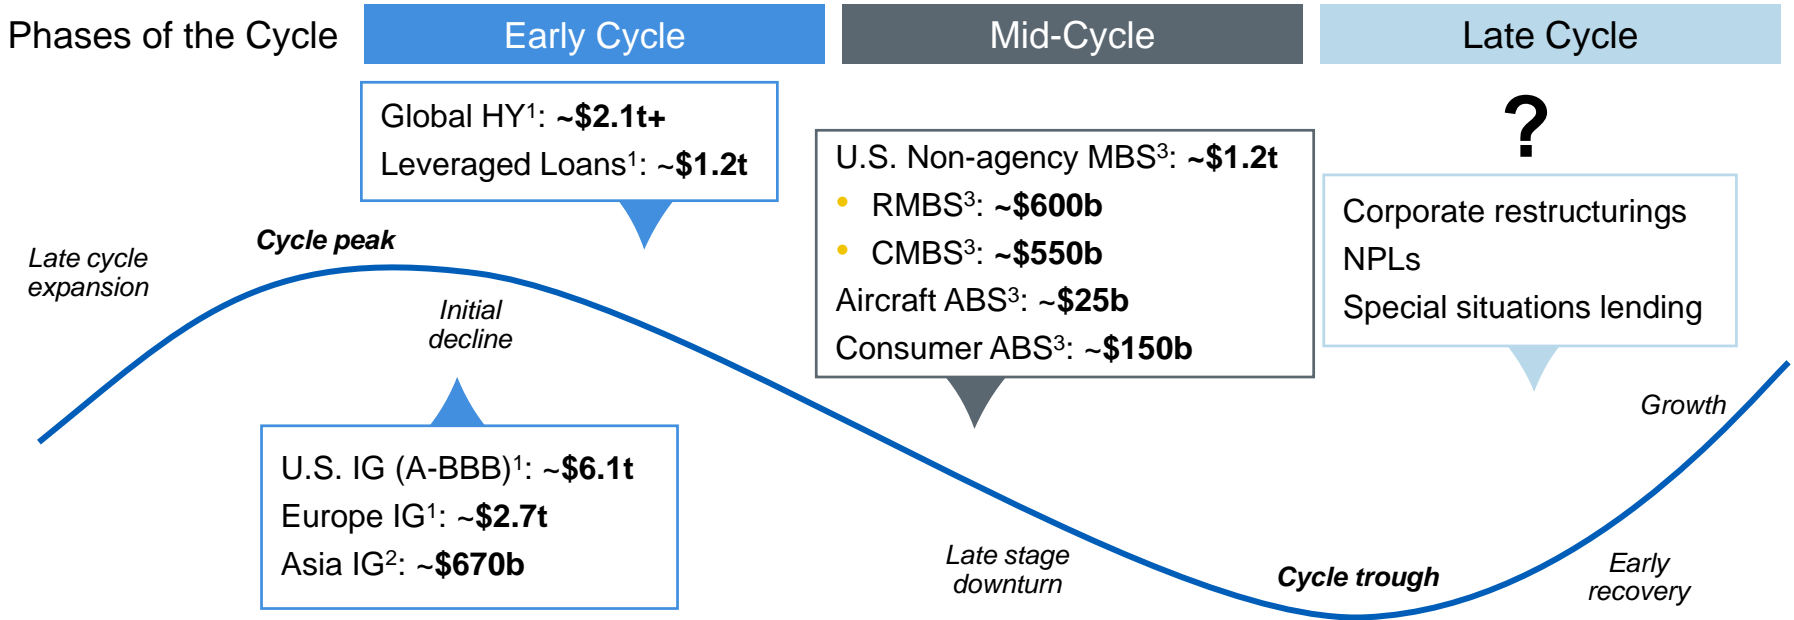 Phases of the Cycle
Early Cycle
Mid-Cycle
Late Cycle
Global HY¹: ~$2.1t+
Leveraged Loans¹: ~$1.2t
U.S. Non-agency MBS³: ~$1.2t
• RMBS³: ~$600b
• CMBS³: ~$550b
Aircraft ABS³: ~$25b
Consumer ABS³: ~$150b
?
Corporate restructurings
NPLs
Special situations lending
Late cycle
expansion
Cycle peak
Initial
decline
U.S. IG (A-BBB)¹: ~$6.1t
Europe IG¹: ~$2.7t
Asia IG²: ~$670b
Late stage
downturn
Cycle trough
Early
recovery
Growth